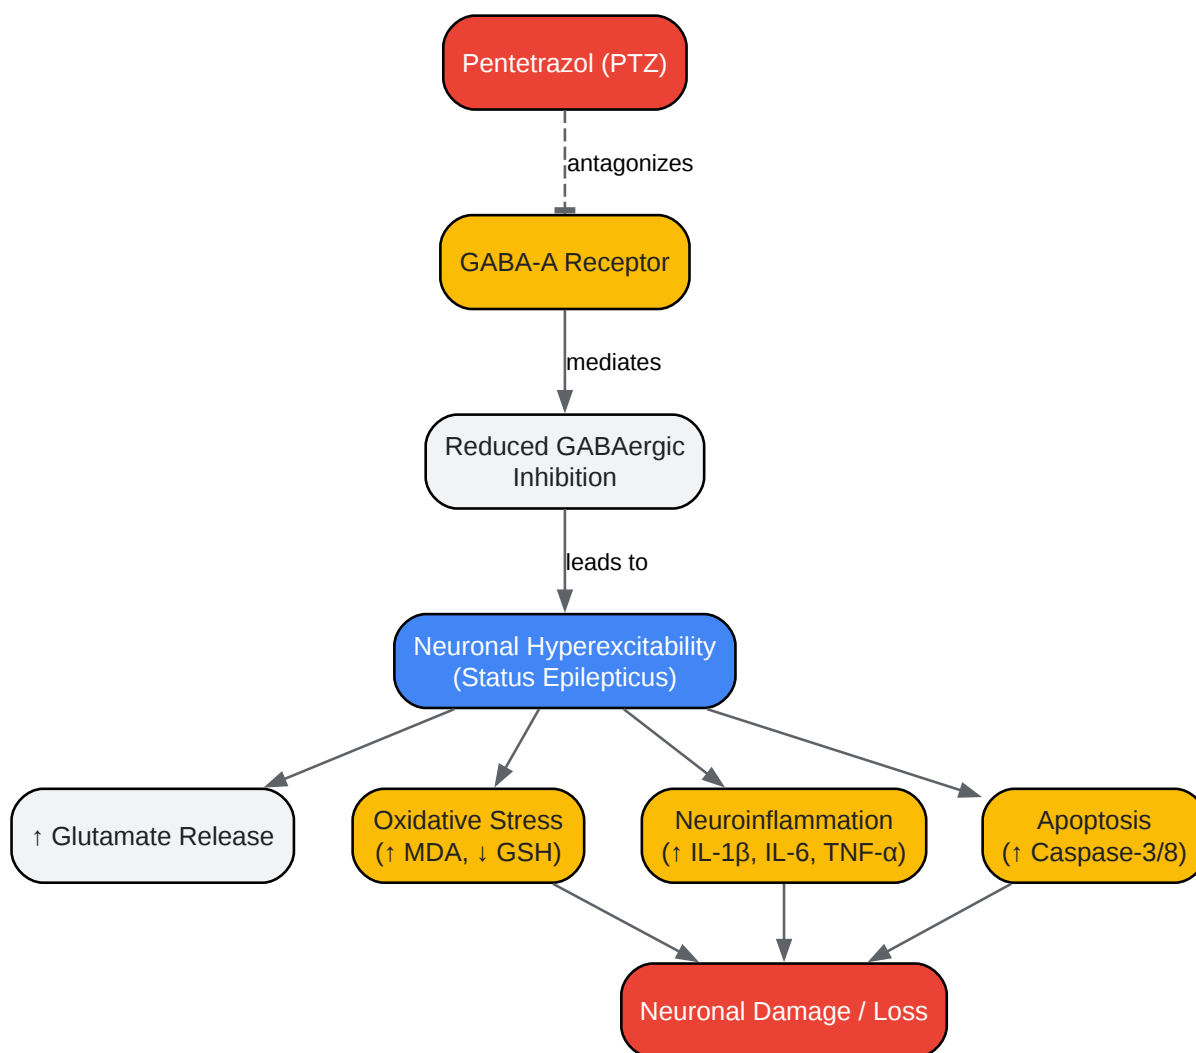 Pentetrazol (PTZ)
antagonizes
GABA-A Receptor
mediates
Reduced GABAergic
Inhibition
leads to
Neuronal Hyperexcitability
(Status Epilepticus)
↑ Glutamate Release
Oxidative Stress
(↑ MDA, ↓ GSH)
Neuroinflammation
(↑ IL-1β, IL-6, TNF-α)
Apoptosis
(↑ Caspase-3/8)
Neuronal Damage / Loss